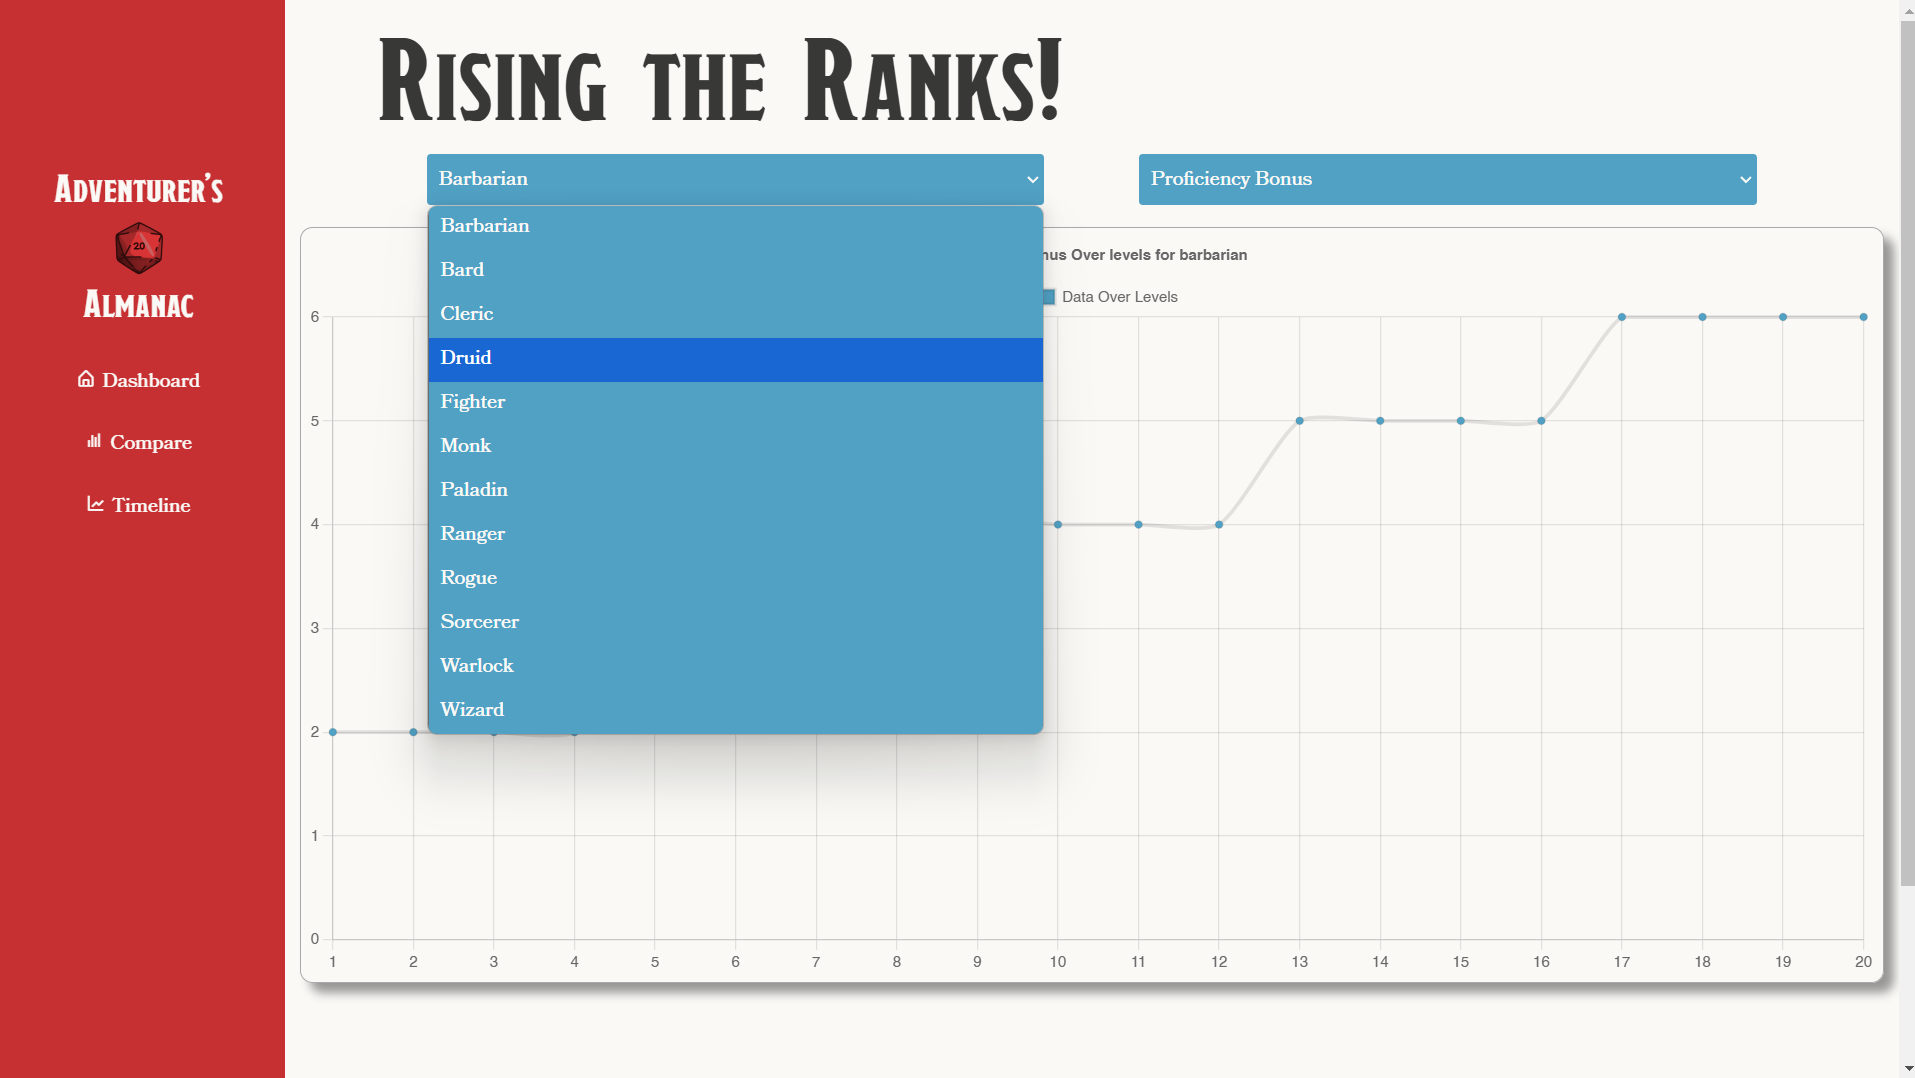 Adventurer's
20
Almanac
Dashboard
Compare
Timeline
Rising the Ranks!
Barbarian
Proficiency Bonus
Barbarian
Bard
Cleric
Druid
Fighter
Monk
Paladin
Ranger
Rogue
Sorcerer
Warlock
Wizard
Over levels for barbarian
Data Over Levels
6
5
4
3
2
1
0
1 2 3 4 5 6 7 8 9 10 11 12 13 14 15 16 17 18 19 20